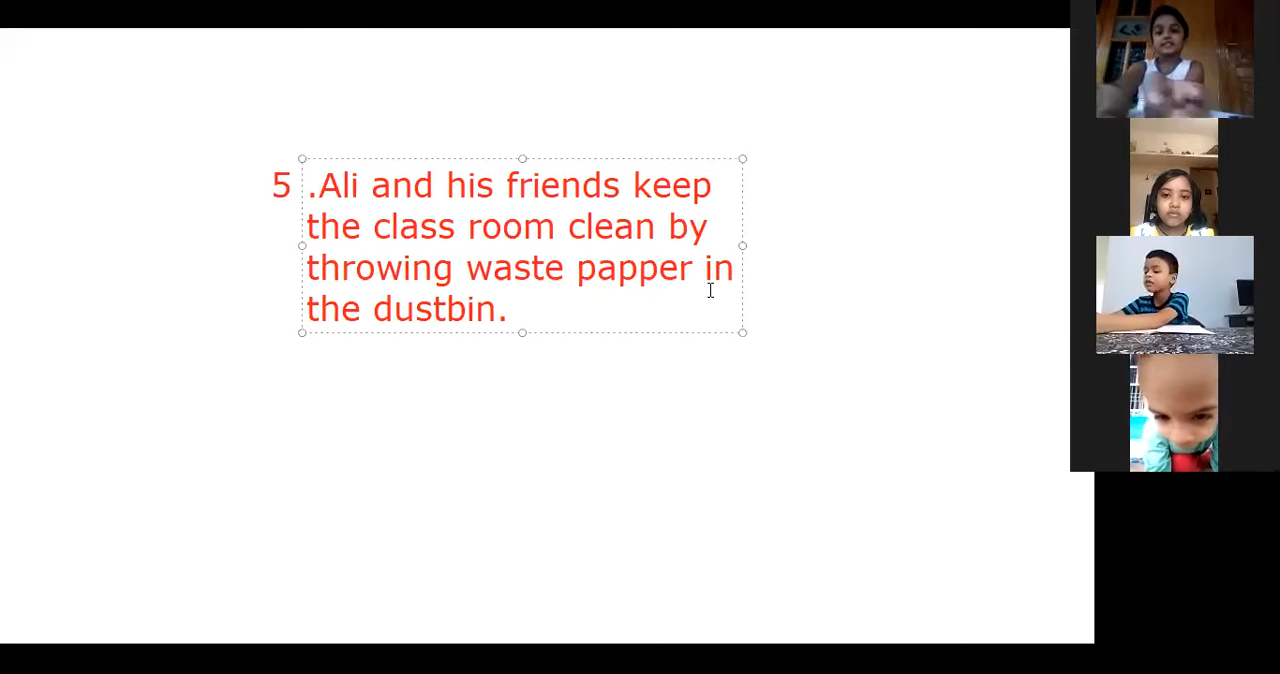 5 .Ali and his friends keep
the class room clean by
throwing waste papper in
the dustbin.